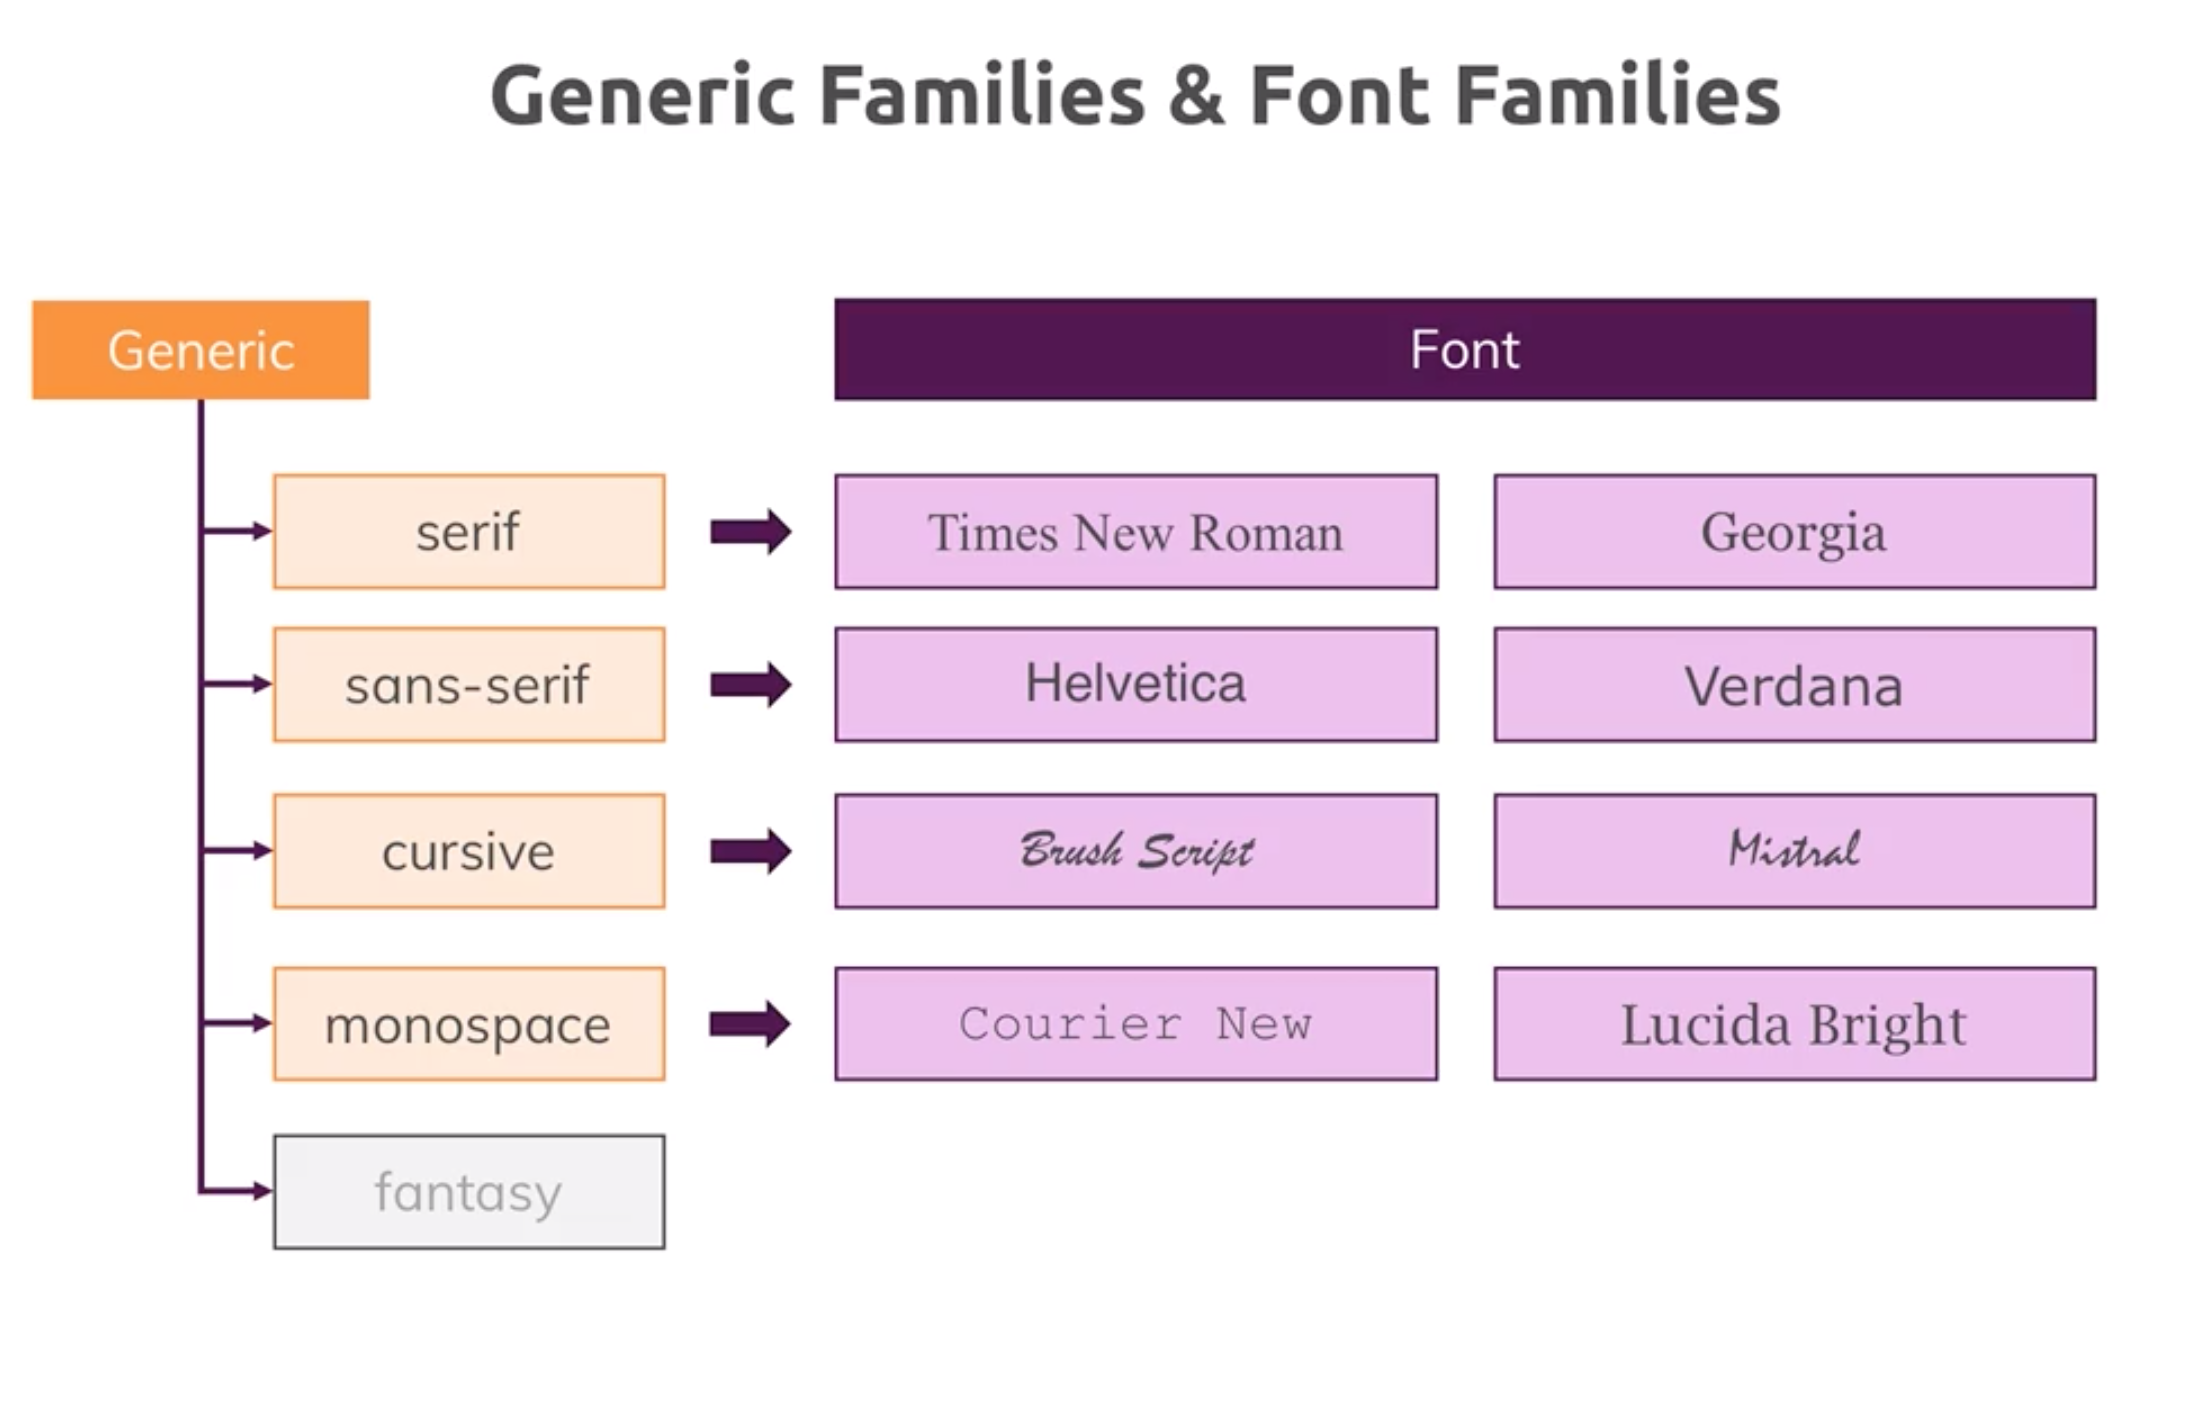 Generic Families & Font Families
Generic
Font
serif
Times New Roman
Georgia
sans-serif
Helvetica
Verdana
cursive
Brush Script
Mistral
monospace
Courier New
Lucida Bright
fantasy